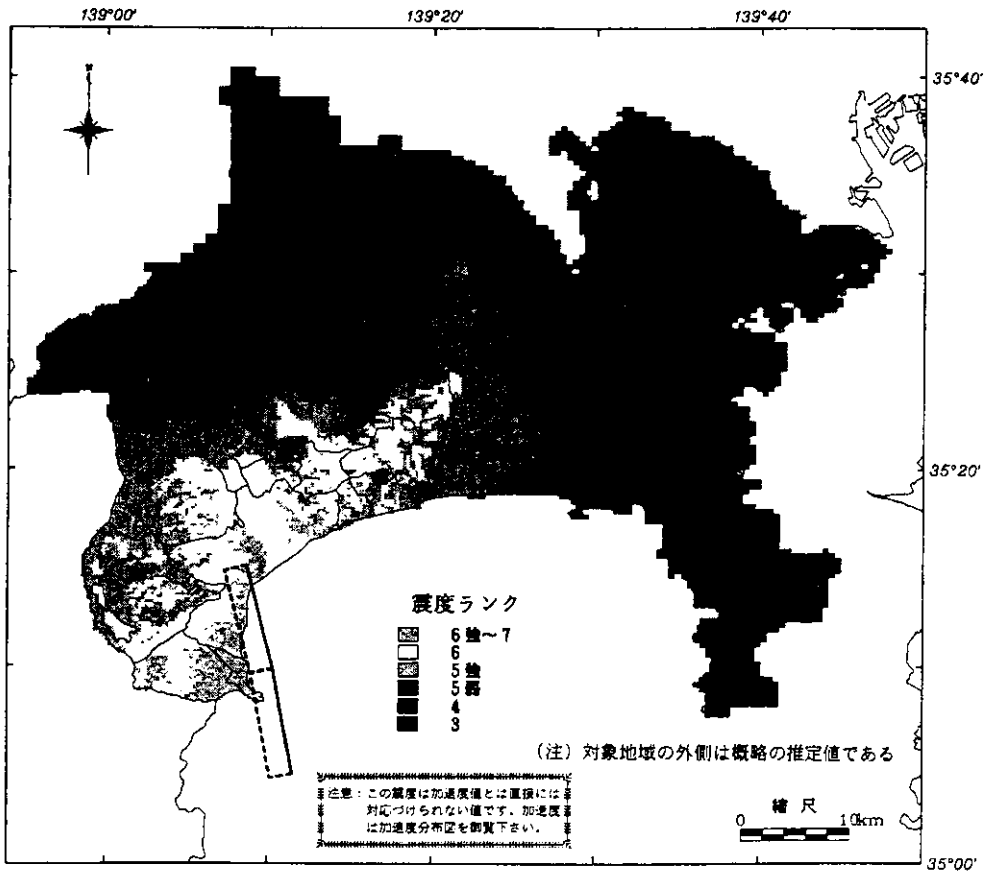 139°00'
139°20'
139°40'
35°40'
35°20'
35°00'
震度ランク
6強〜7
6
5強
5弱
4
3
(注) 対象地域の外側は概略の推定値である
注意:この震度は加速度値とは直接には
対応づけられない値です。加速度
は加速度分布図を御覧下さい。
縮尺
0 10km